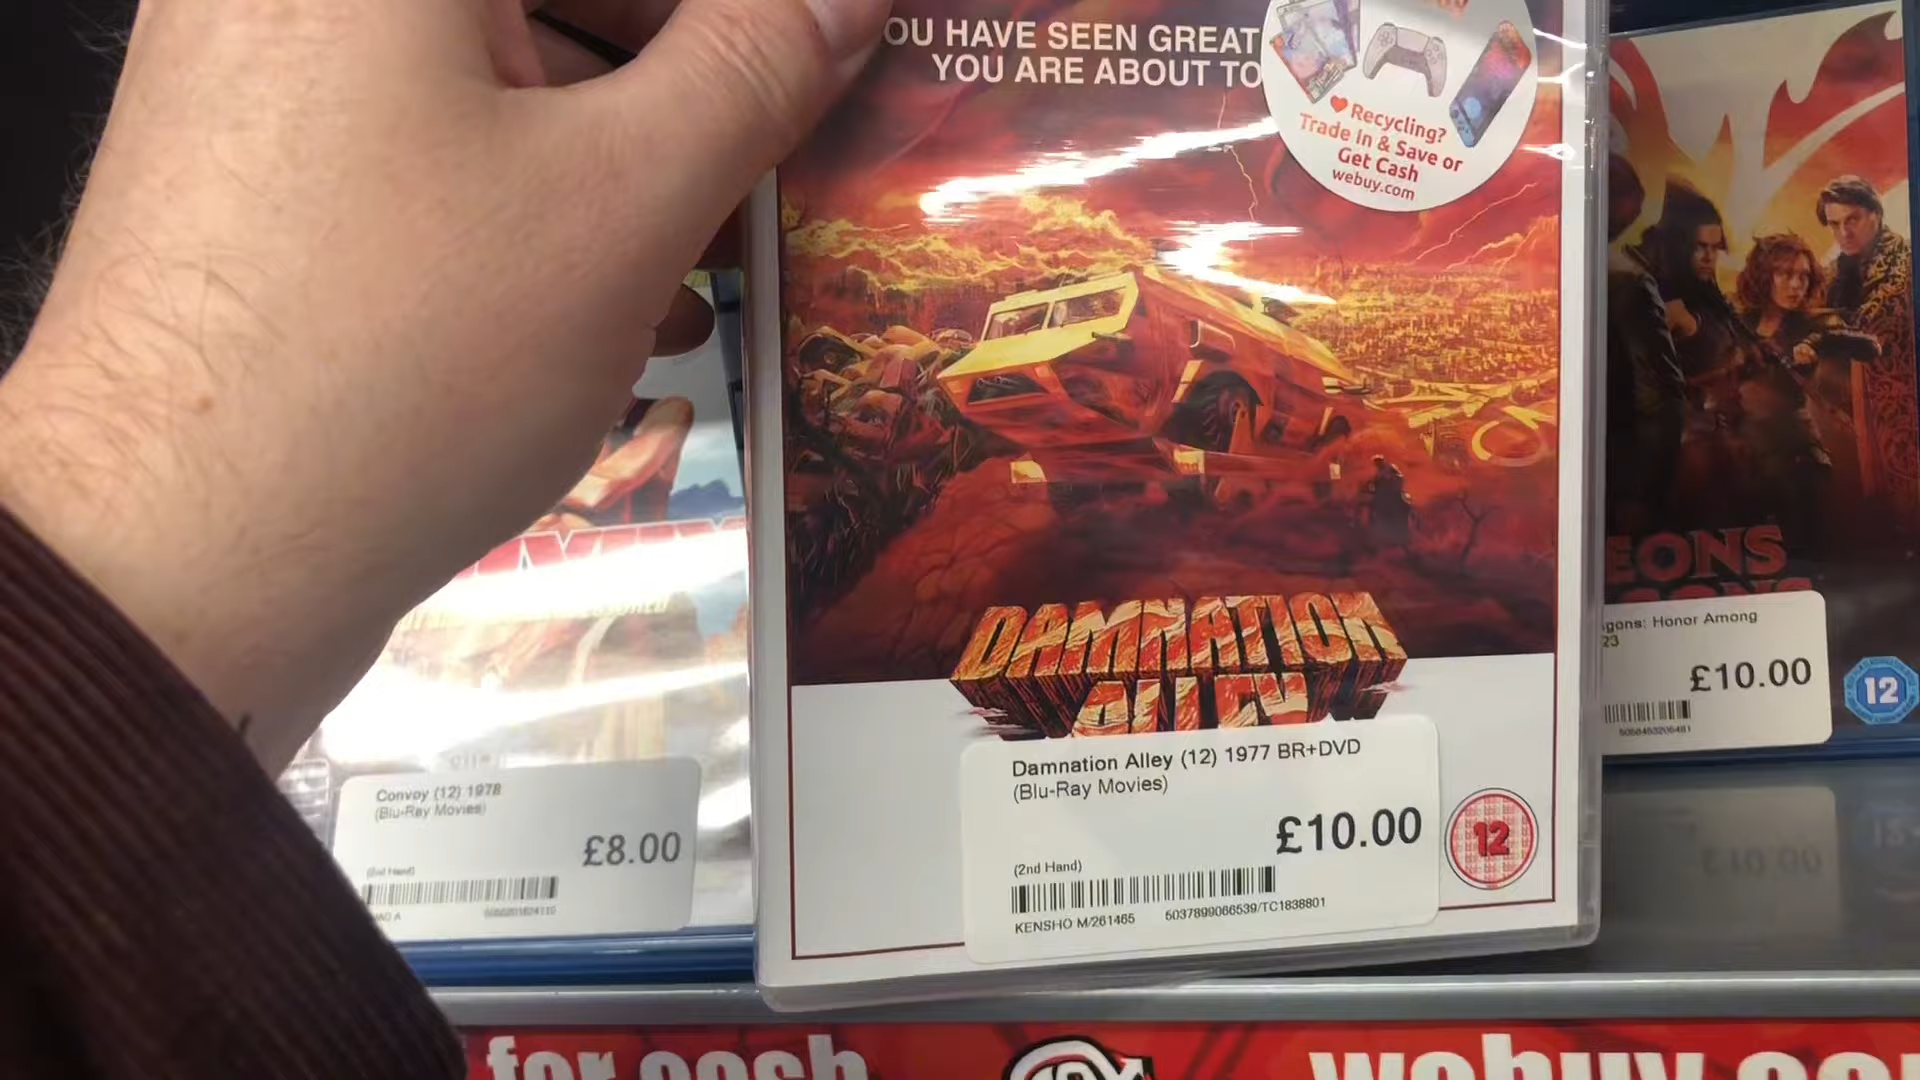 OU HAVE SEEN GREAT
YOU ARE ABOUT TO
Recycling?
Trade In & Save or
Get Cash
webuy.com
DAMNATION
ALLEY
Damnation Alley (12) 1977 BR+DVD
(Blu-Ray Movies)
£10.00
(2nd Hand)
KENSHO M/261465 5037899066539/TC1838801
12
Convoy (12) 1978
(Blu-Ray Movies)
£8.00
(2nd Hand)
EONS
gons: Honor Among
23
£10.00
12
for cash
webuy.co